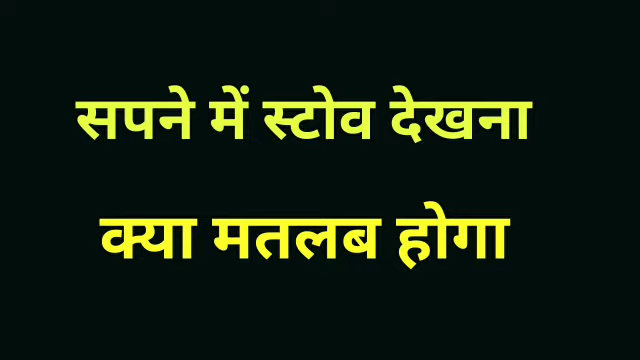 सपने में स्टोव देखना
क्या मतलब होगा